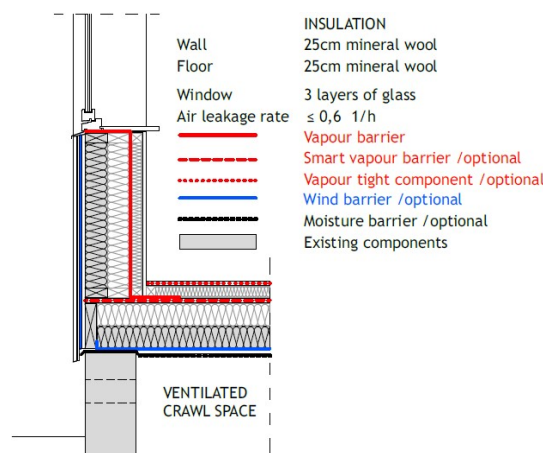 INSULATION
Wall 25cm mineral wool
Floor 25cm mineral wool
Window 3 layers of glass
Air leakage rate ≤ 0,6 1/h
Vapour barrier
Smart vapour barrier /optional
Vapour tight component /optional
Wind barrier /optional
Moisture barrier /optional
Existing components
VENTILATED
CRAWL SPACE